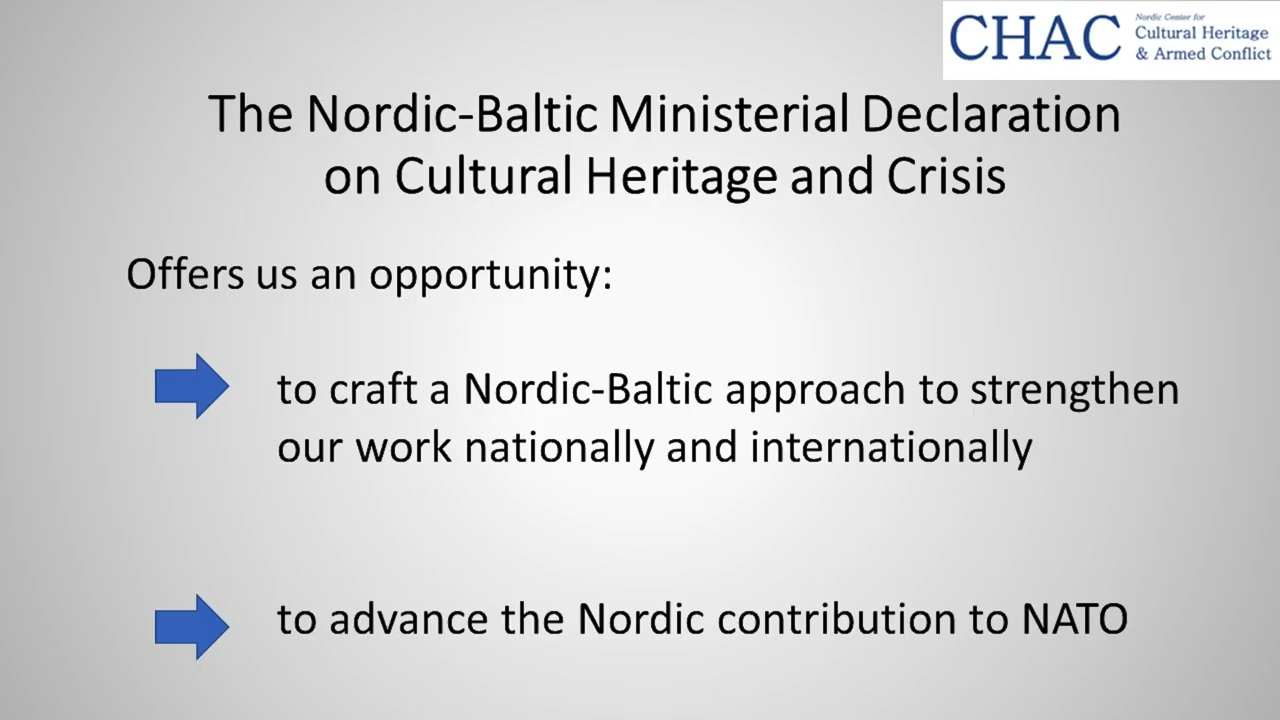 CHAC
Nordic Center for
Cultural Heritage
& Armed Conflict
The Nordic-Baltic Ministerial Declaration
on Cultural Heritage and Crisis
Offers us an opportunity:
to craft a Nordic-Baltic approach to strengthen
our work nationally and internationally
to advance the Nordic contribution to NATO